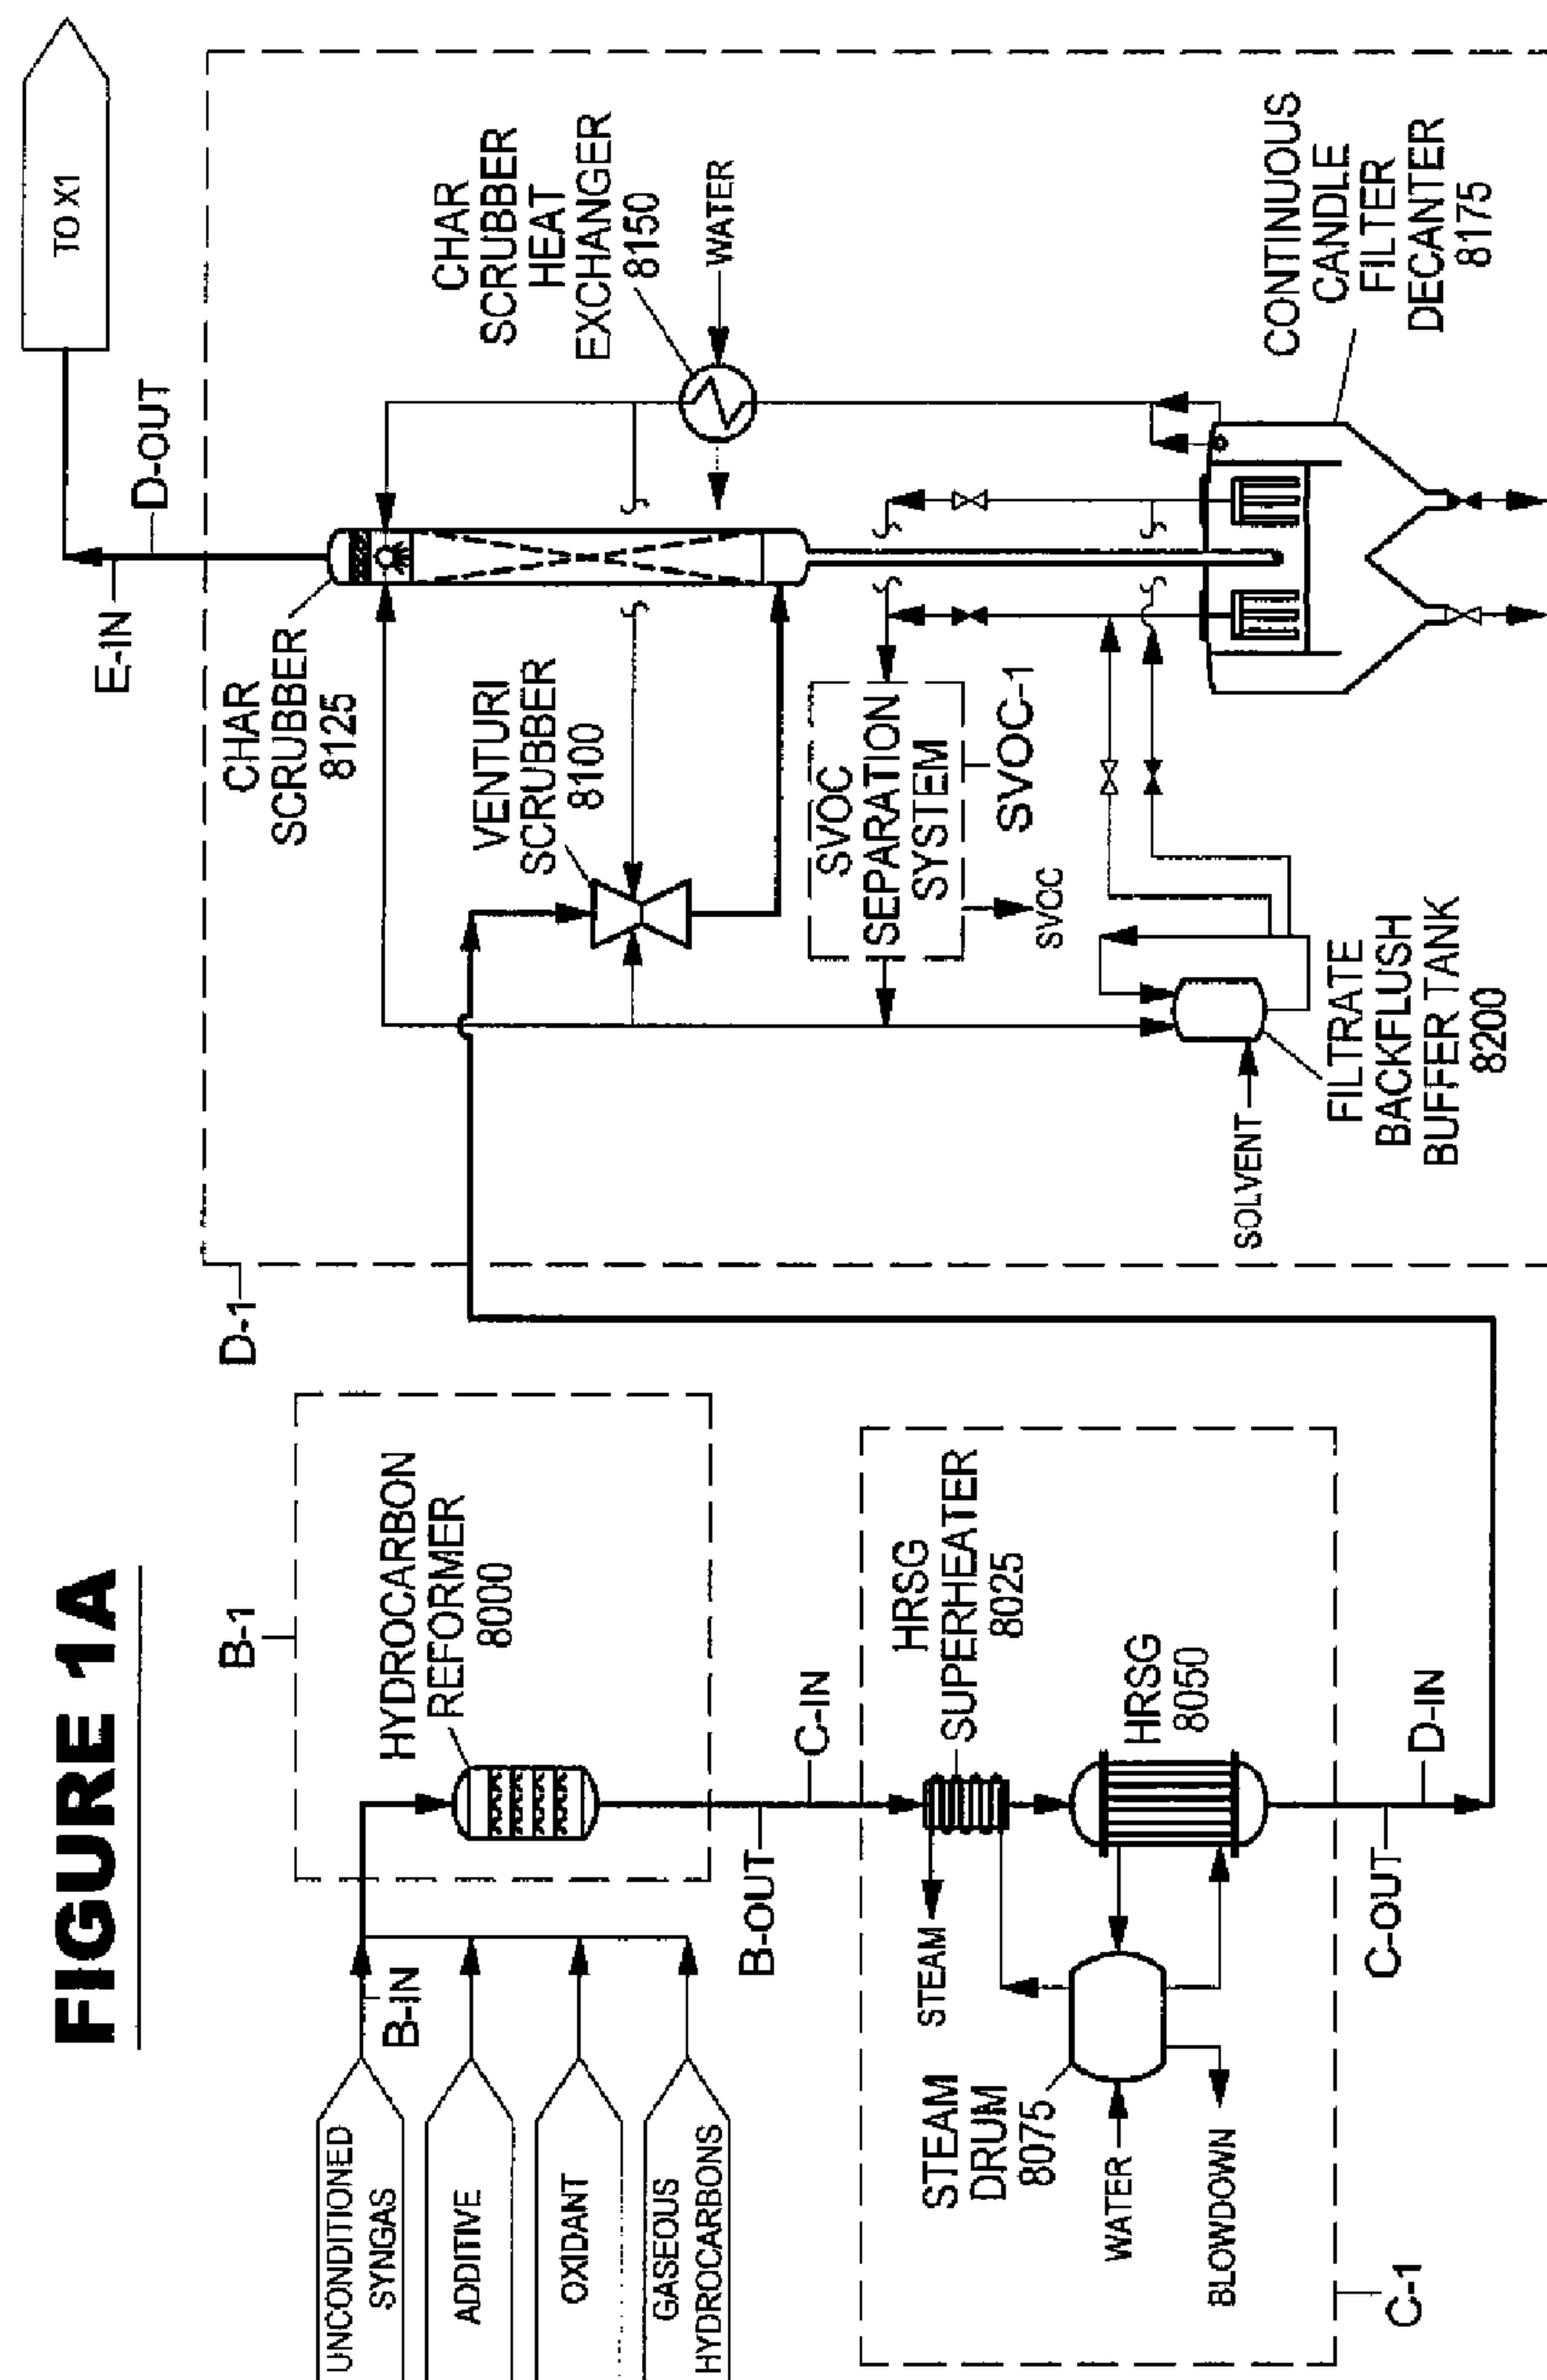 FIGURE 1A
UNCONDITIONED
SYNGAS
ADDITIVE
OXIDANT
GASEOUS
HYDROCARBONS
B-IN
B-1
HYDROCARBON
REFORMER
8000
B-OUT
C-IN
STEAM
HRSG
SUPERHEATER
8025
HRSG
8050
STEAM
DRUM
8075
WATER
BLOWDOWN
C-1
C-OUT
D-IN
D-1
TO X1
E-IN
D-OUT
CHAR
SCRUBBER
8125
VENTURI
SCRUBBER
8100
CHAR
SCRUBBER
HEAT
EXCHANGER
8150
WATER
SVOC
SEPARATION
SYSTEM
SVOC-1
SVOC
SOLVENT
FILTRATE
BACKFLUSH
BUFFER TANK
8200
CONTINUOUS
CANDLE
FILTER
DECANTER
8175